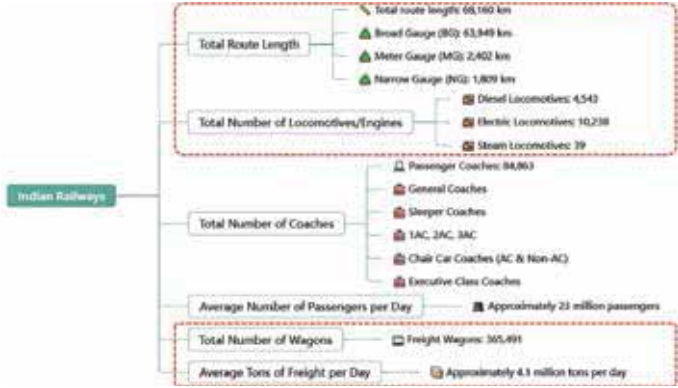 Total route length: 68,160 km
Total Route Length
Broad Gauge (BG): 63,949 km
Meter Gauge (MG): 2,402 km
Narrow Gauge (NG): 1,809 km
Diesel Locomotives: 4,543
Total Number of Locomotives/Engines
Electric Locomotives: 10,238
Steam Locomotives: 39
Indian Railways
Passenger Coaches: 84,863
General Coaches
Sleeper Coaches
Total Number of Coaches
1AC, 2AC, 3AC
Chair Car Coaches (AC & Non-AC)
Executive Class Coaches
Average Number of Passengers per Day
Approximately 23 million passengers
Total Number of Wagons
Freight Wagons: 365,491
Average Tons of Freight per Day
Approximately 4.1 million tons per day